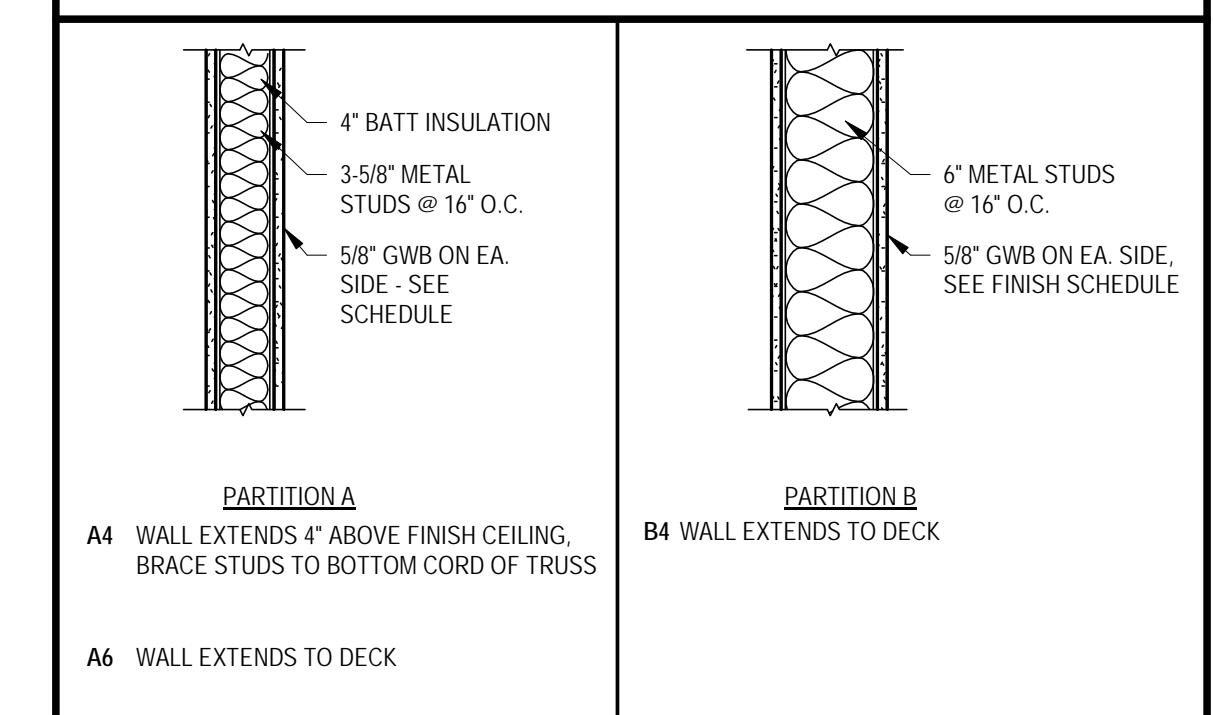 4" BATT INSULATION
3-5/8" METAL
STUDS @ 16" O.C.
5/8" GWB ON EA.
SIDE - SEE
SCHEDULE
PARTITION A
A4 WALL EXTENDS 4" ABOVE FINISH CEILING,
BRACE STUDS TO BOTTOM CORD OF TRUSS
A6 WALL EXTENDS TO DECK
6" METAL STUDS
@ 16" O.C.
5/8" GWB ON EA. SIDE,
SEE FINISH SCHEDULE
PARTITION B
B4 WALL EXTENDS TO DECK